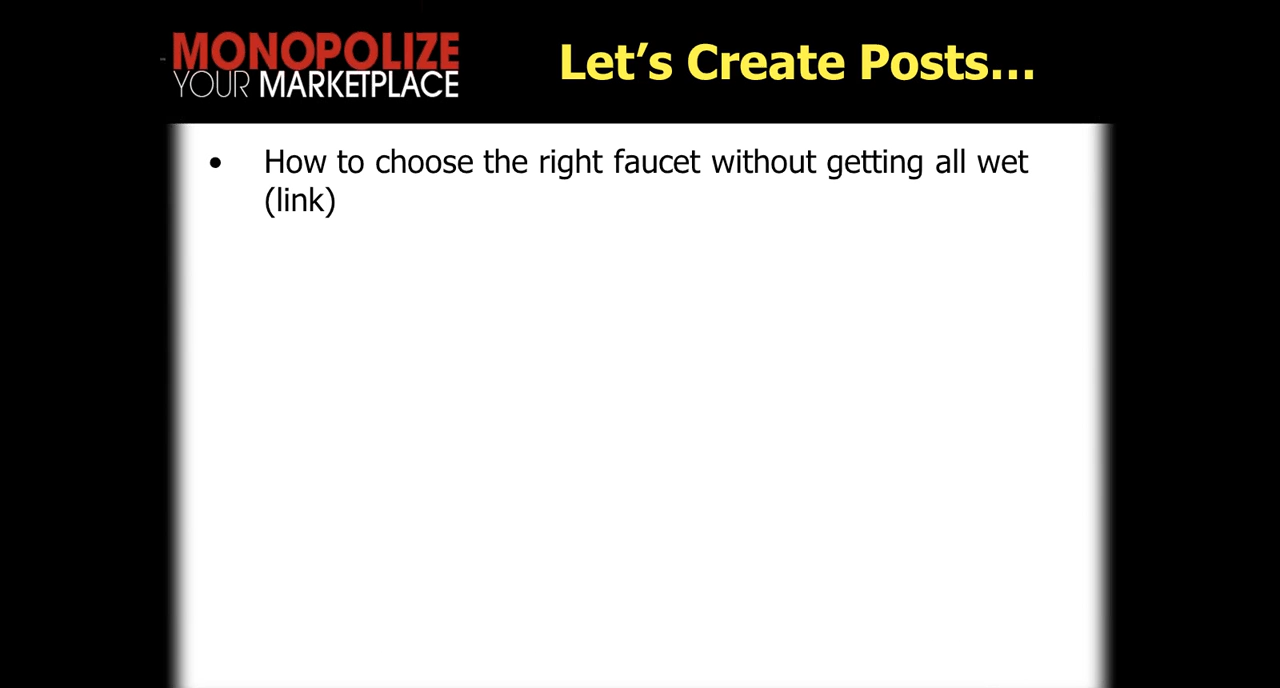 MONOPOLIZE
YOUR MARKETPLACE
Let's Create Posts...
• How to choose the right faucet without getting all wet
(link)